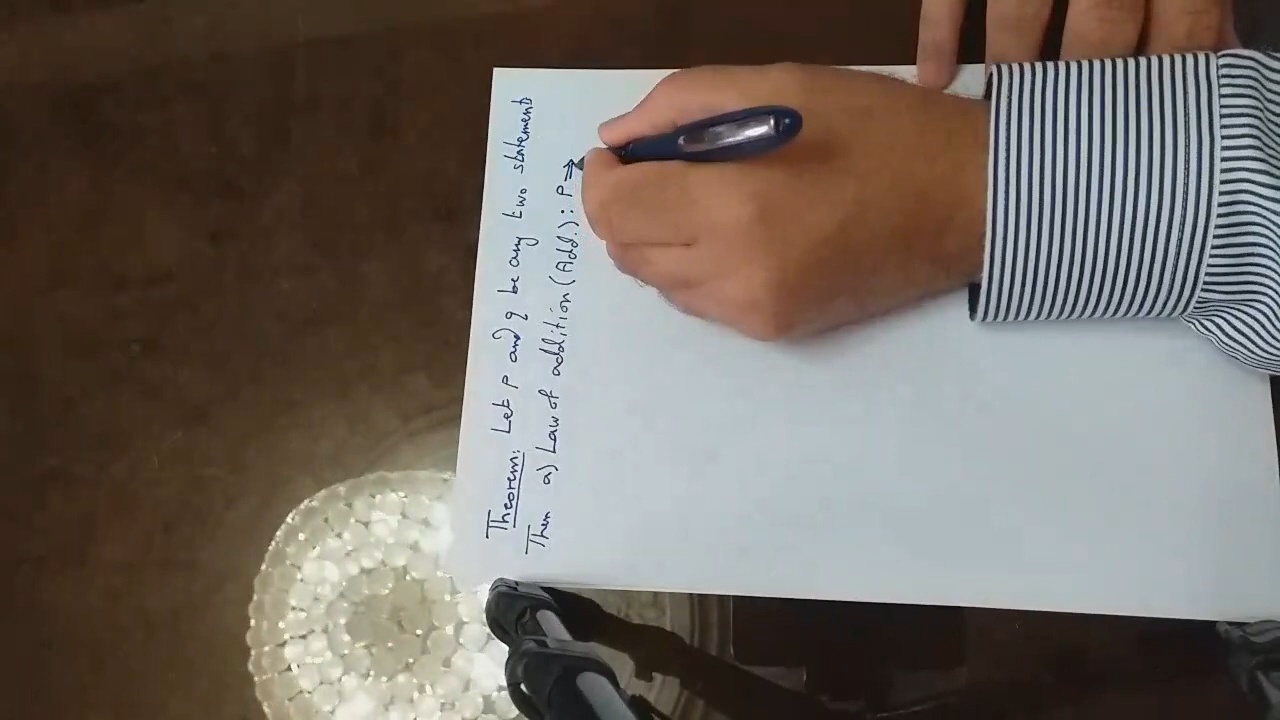 Theorem: Let p and q be any two statements
Then a) Law of addition (Add.): P ⇒